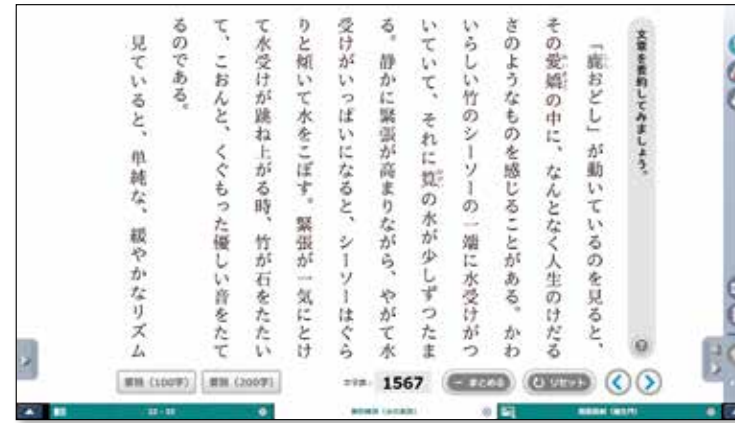 文章を要約してみましょう。
「鹿おどし」が動いているのを見ると、
その愛嬌の中に、なんとなく人生のけだる
さのようなものを感じることがある。かわ
いらしい竹のシーソーの一端に水受けがつ
いていて、それに筧の水が少しずつたま
る。静かに緊張が高まりながら、やがて水
受けがいっぱいになると、シーソーはぐら
りと傾いて水をこぼす。緊張が一気にとけ
て水受けが跳ね上がる時、竹が石をたたい
て、こおんと、くぐもった優しい音をたて
るのである。
見ていると、単純な、緩やかなリズム
要約（100字）
要約（200字）
文字数：
1567
まとめる
リセット